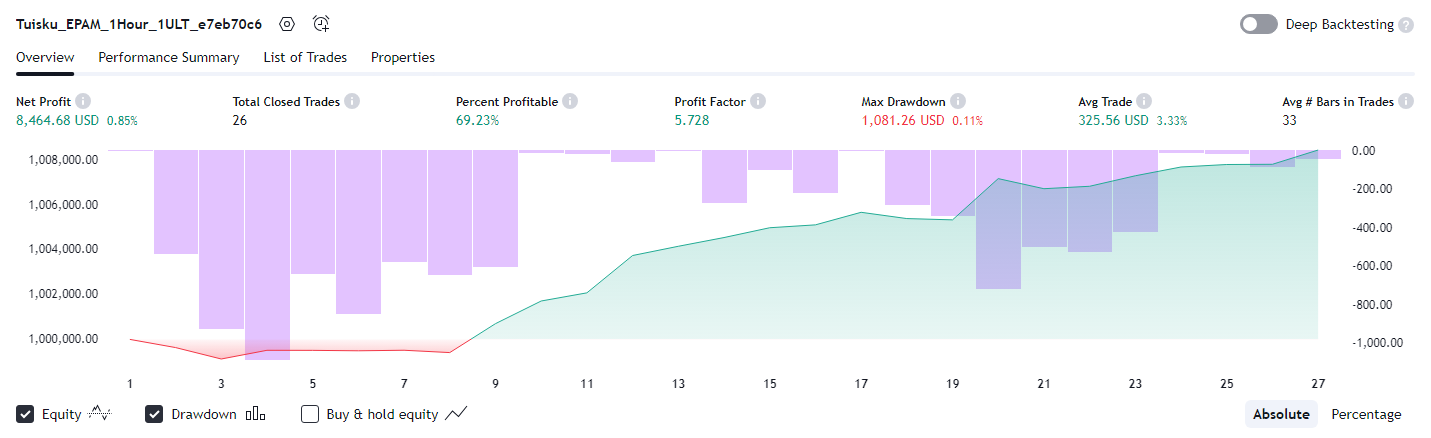 Tuisku_EPAM_1Hour_1ULT_e7eb70c6
Deep Backtesting ?
Overview Performance Summary List of Trades Properties
Net Profit i Total Closed Trades i Percent Profitable i Profit Factor i Max Drawdown i Avg Trade i Avg # Bars in Trades i
8,464.68 USD 0.85% 26 69.23% 5.728 1,081.26 USD 0.11% 325.56 USD 3.33% 33
1,008,000.00
1,006,000.00
1,004,000.00
1,002,000.00
1,000,000.00
0.00
-200.00
-400.00
-600.00
-800.00
-1,000.00
1 3 5 7 9 11 13 15 17 19 21 23 25 27
Equity Drawdown Buy & hold equity Absolute Percentage